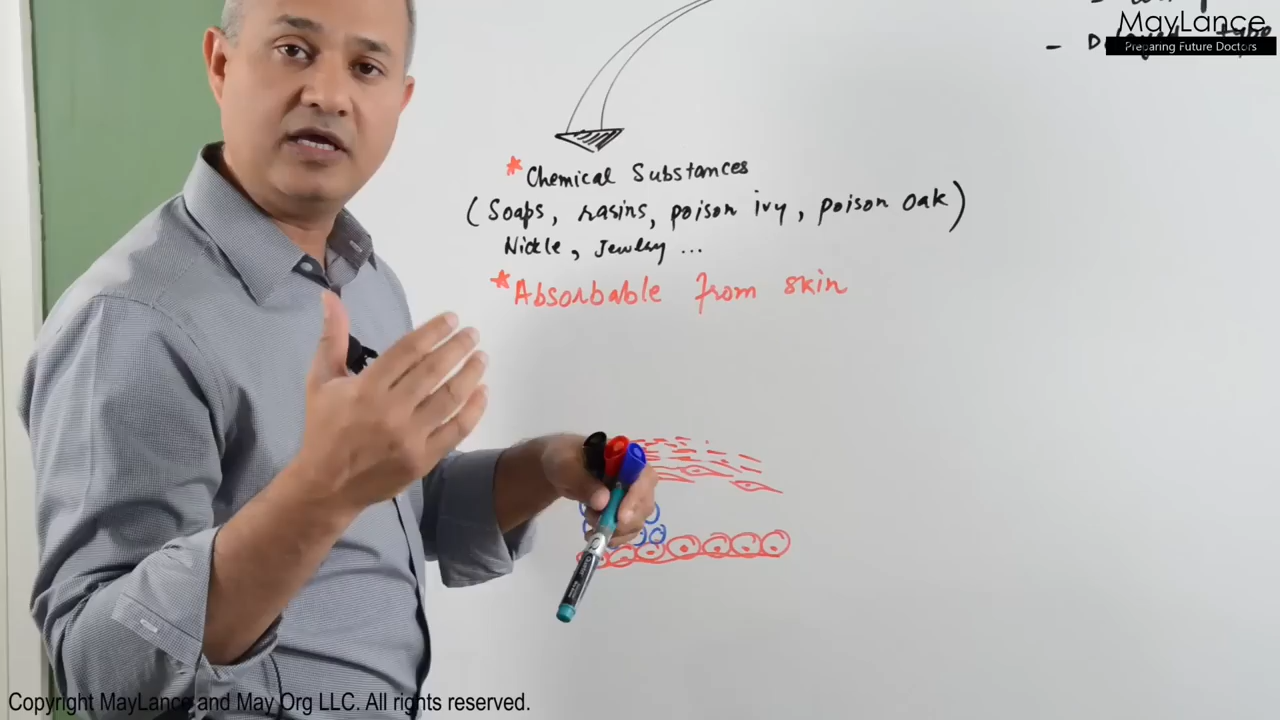 MayLance
Preparing Future Doctors
* Chemical Substances
(Soaps, rasins, poison ivy, poison oak)
Nickle, Jewlry ...
* Absorbable from skin
Copyright MayLance and May Org LLC. All rights reserved.